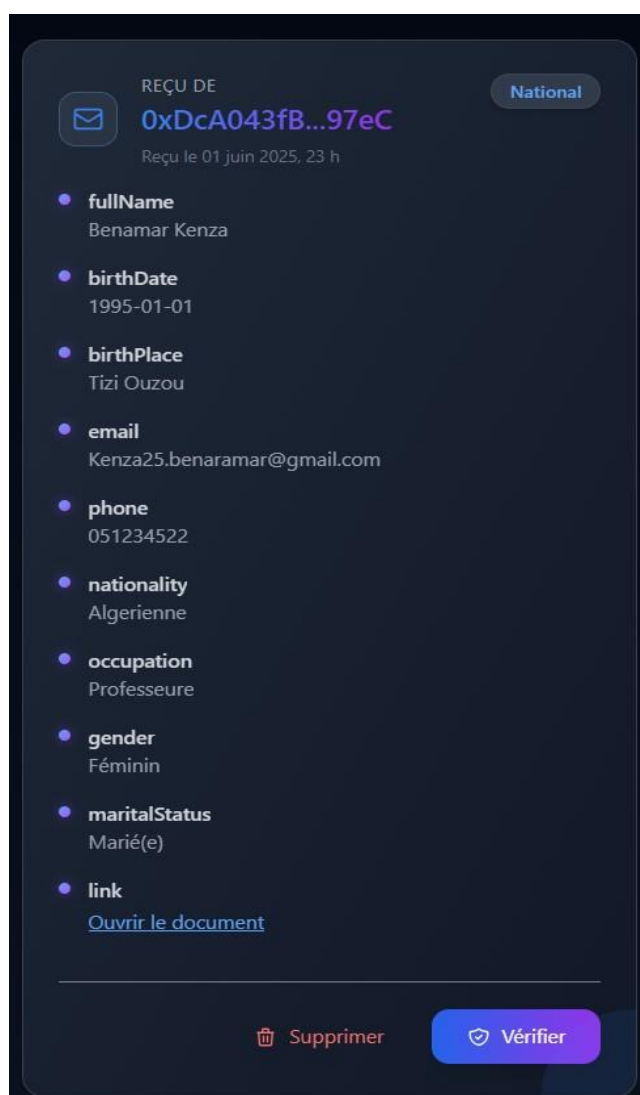 REÇU DE
National
0xDcA043fB...97eC
Reçu le 01 juin 2025, 23 h
fullName
Benamar Kenza
birthDate
1995-01-01
birthPlace
Tizi Ouzou
email
Kenza25.benaramar@gmail.com
phone
051234522
nationality
Algerienne
occupation
Professeure
gender
Féminin
maritalStatus
Marié(e)
link
Ouvrir le document
Supprimer
Vérifier